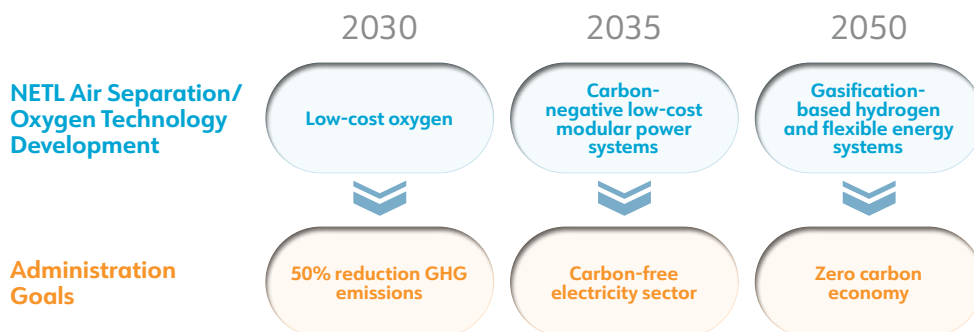 2030
2035
2050
NETL Air Separation/
Oxygen Technology
Development
Low-cost oxygen
Carbon-
negative low-cost
modular power
systems
Gasification-
based hydrogen
and flexible energy
systems
Administration
Goals
50% reduction GHG
emissions
Carbon-free
electricity sector
Zero carbon
economy